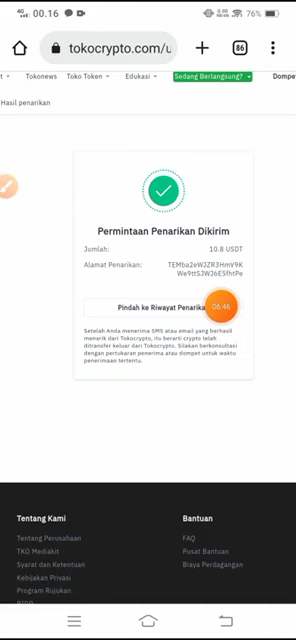 4G 00.16 76%
tokocrypto.com/u 86
t Tokonews Toko Token Edukasi Sedang Berlangsung? Dompe
Hasil penarikan
Permintaan Penarikan Dikirim
Jumlah: 10.8 USDT
Alamat Penarikan: TEMba2eWJZR3HmV9K
We9ttSJWJ6E5fhtPe
Pindah ke Riwayat Penarika 06:46
Setelah Anda menerima SMS atau email yang berhasil
menarik dari Tokocrypto, itu berarti crypto telah
ditransfer keluar dari Tokocrypto. Silakan berkonsultasi
dengan pertukaran penerima atau dompet untuk waktu
penerimaan tertentu.
Tentang Kami Bantuan
Tentang Perusahaan FAQ
TKO Mediakit Pusat Bantuan
Syarat dan Ketentuan Biaya Perdagangan
Kebijakan Privasi
Program Rujukan